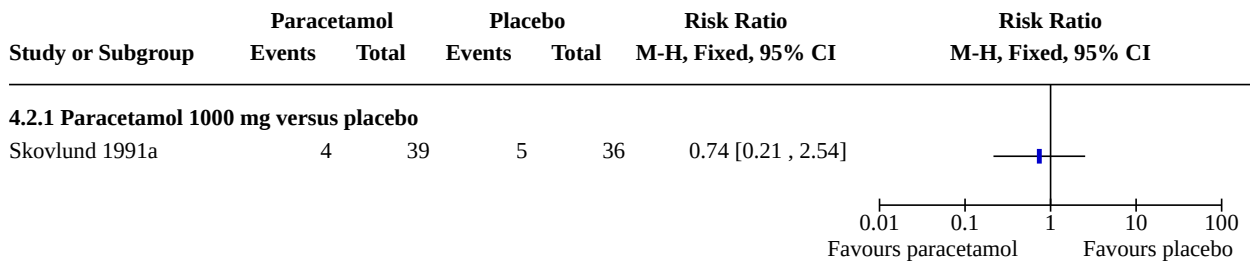 Paracetamol Placebo Risk Ratio Risk Ratio
Study or Subgroup Events Total Events Total M-H, Fixed, 95% CI M-H, Fixed, 95% CI
4.2.1 Paracetamol 1000 mg versus placebo
Skovlund 1991a 4 39 5 36 0.74 [0.21 , 2.54]
0.01 0.1 1 10 100
Favours paracetamol Favours placebo